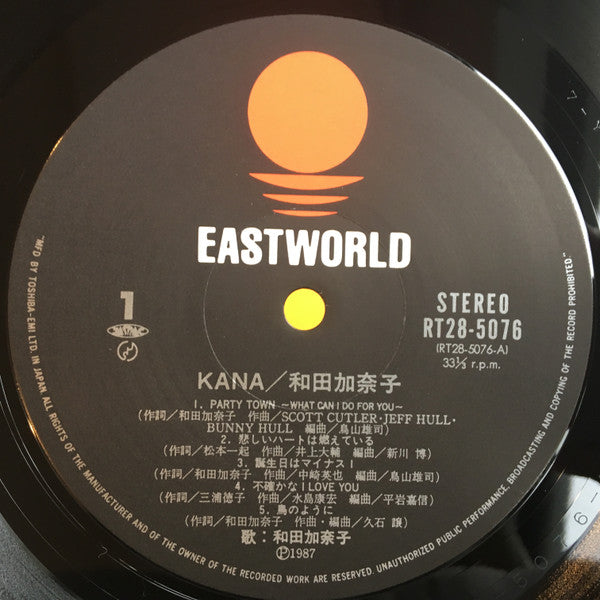 EASTWORLD
1
STEREO
RT28-5076
(RT28-5076-A)
33⅓ r.p.m.
KANA／和田加奈子
1. PARTY TOWN ~WHAT CAN I DO FOR YOU~
(作詞／和田加奈子 作曲／SCOTT CUTLER・JEFF HULL・
BUNNY HULL 編曲／鳥山雄司)
2. 悲しいハートは燃えている
(作詞／松本一起 作曲／井上大輔 編曲／新川 博)
3. 誕生日はマイナス1
(作詞／和田加奈子 作曲／中崎英也 編曲／鳥山雄司)
4. 不確かなI LOVE YOU
(作詞／三浦徳子 作曲／水島康宏 編曲／平岩嘉信)
5. 鳥のように
(作詞／和田加奈子 作曲・編曲／久石 譲)
歌：和田加奈子
Ⓟ1987
"MFD BY TOSHIBA-EMI LTD. IN JAPAN ALL RIGHTS OF THE MANUFACTURER AND OF THE OWNER OF THE RECORDED WORK ARE RESERVED. UNAUTHORIZED PUBLIC PERFORMANCE, BROADCASTING AND COPYING OF THE RECORD PROHIBITED."